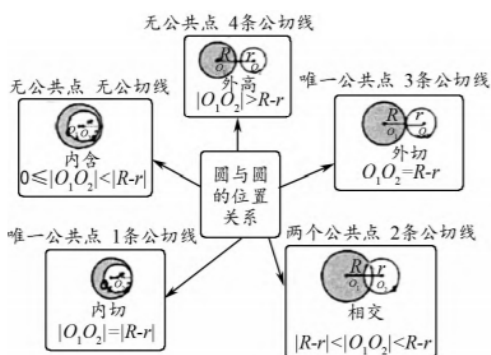 无公共点 4条公切线
R r
O₁ O₂
外高
|O₁O₂|>R-r
无公共点 无公切线
内含
0≤|O₁O₂|<|R-r|
唯一公共点 3条公切线
R r
O₁
外切
O₁O₂=R-r
圆与圆
的位置
关系
唯一公共点 1条公切线
内切
|O₁O₂|=|R-r|
两个公共点 2条公切线
R r
O₁ O₂
相交
|R-r|<|O₁O₂|<R-r